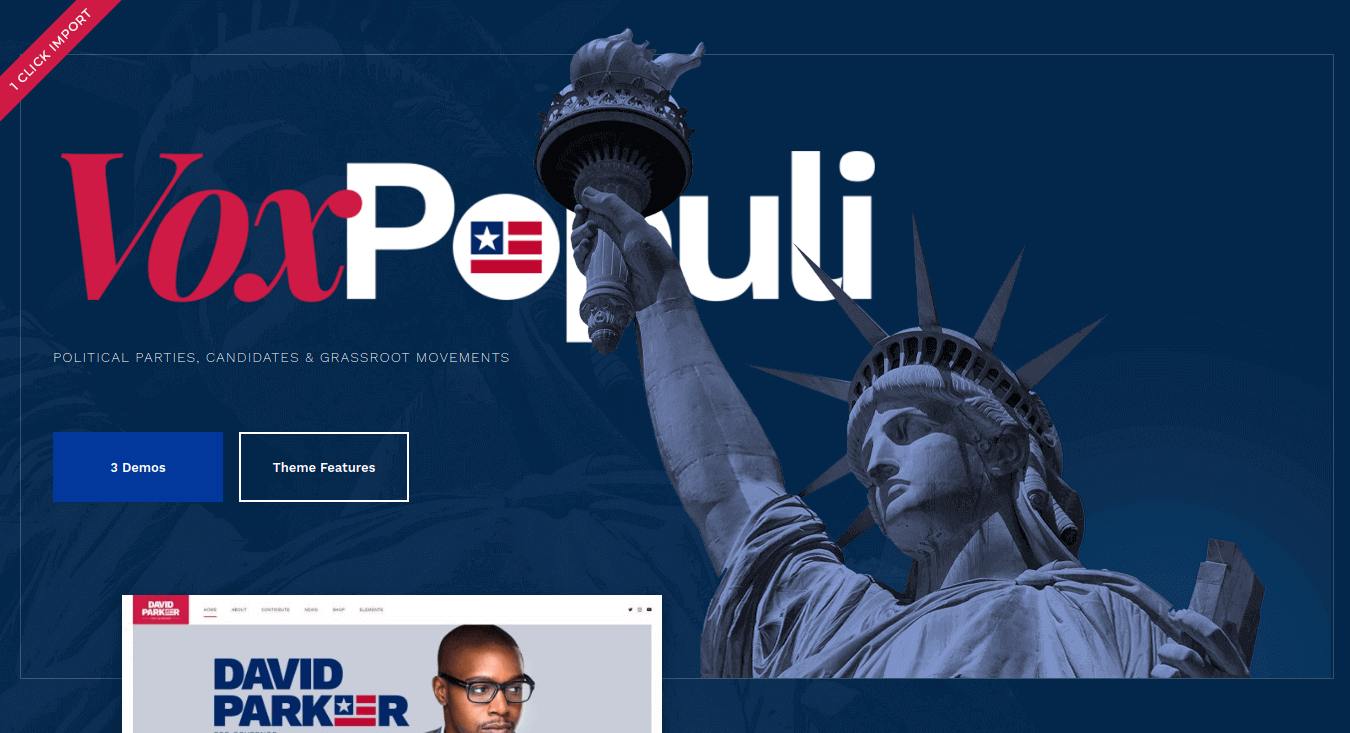 1 CLICK IMPORT
VoxPopuli
POLITICAL PARTIES, CANDIDATES & GRASSROOT MOVEMENTS
3 Demos
Theme Features
DAVID
PARKER
HOME ABOUT CONTRIBUTE NEWS SHOP ELEMENTS
DAVID
PARKER